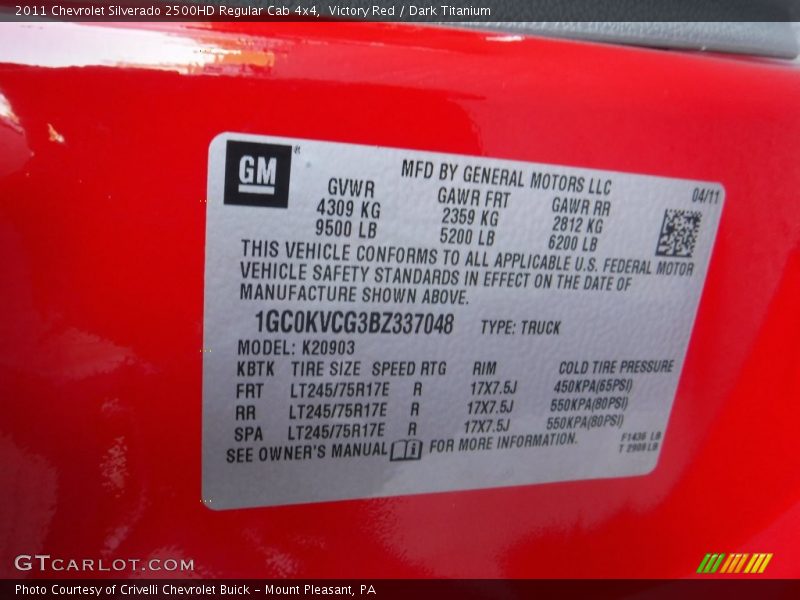 2011 Chevrolet Silverado 2500HD Regular Cab 4x4, Victory Red / Dark Titanium
GM®
MFD BY GENERAL MOTORS LLC
04/11
GVWR GAWR FRT GAWR RR
4309 KG 2359 KG 2812 KG
9500 LB 5200 LB 6200 LB
THIS VEHICLE CONFORMS TO ALL APPLICABLE U.S. FEDERAL MOTOR
VEHICLE SAFETY STANDARDS IN EFFECT ON THE DATE OF
MANUFACTURE SHOWN ABOVE.
1GC0KVCG3BZ337048 TYPE: TRUCK
MODEL: K20903
KBTK TIRE SIZE SPEED RTG RIM COLD TIRE PRESSURE
FRT LT245/75R17E R 17X7.5J 450KPA(65PSI)
RR LT245/75R17E R 17X7.5J 550KPA(80PSI)
SPA LT245/75R17E R 17X7.5J 550KPA(80PSI)
SEE OWNER'S MANUAL i FOR MORE INFORMATION.
F1436 LB
T 2908 LB
GTCARLOT.COM
Photo Courtesy of Crivelli Chevrolet Buick - Mount Pleasant, PA